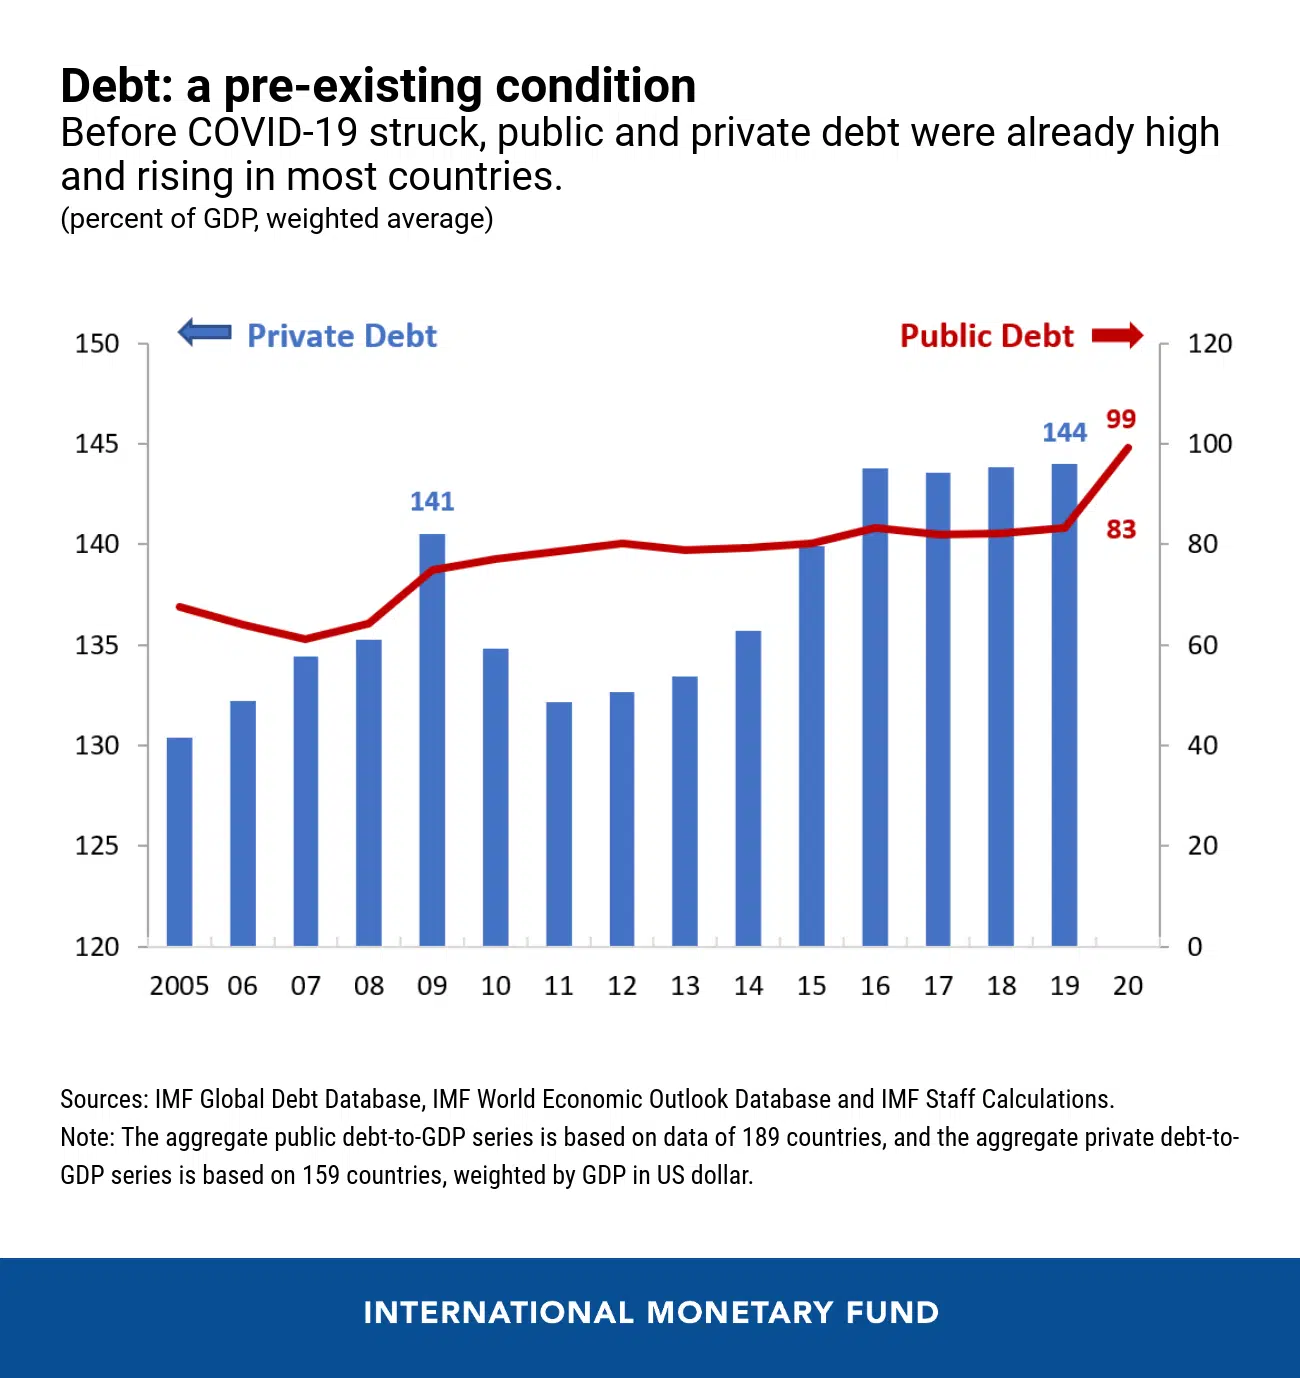 Debt: a pre-existing condition
Before COVID-19 struck, public and private debt were already high
and rising in most countries.
(percent of GDP, weighted average)
Private Debt
Public Debt
150
145
140
135
130
125
120
141
144
99
83
120
100
80
60
40
20
0
2005 06 07 08 09 10 11 12 13 14 15 16 17 18 19 20
Sources: IMF Global Debt Database, IMF World Economic Outlook Database and IMF Staff Calculations.
Note: The aggregate public debt-to-GDP series is based on data of 189 countries, and the aggregate private debt-to-
GDP series is based on 159 countries, weighted by GDP in US dollar.
INTERNATIONAL MONETARY FUND